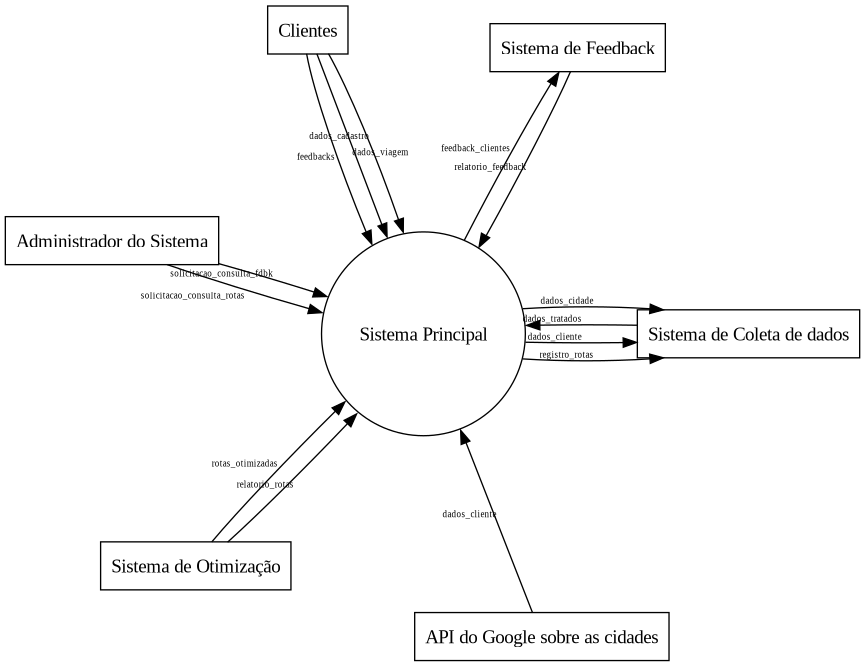 Clientes
Sistema de Feedback
dados_cadastro
feedbacks
dados_viagem
feedback_clientes
relatorio_feedback
Administrador do Sistema
solicitacao_consulta_fdbk
solicitacao_consulta_rotas
Sistema Principal
dados_cidade
dados_tratados
dados_cliente
registro_rotas
Sistema de Coleta de dados
rotas_otimizadas
relatorio_rotas
dados_cliente
Sistema de Otimização
API do Google sobre as cidades